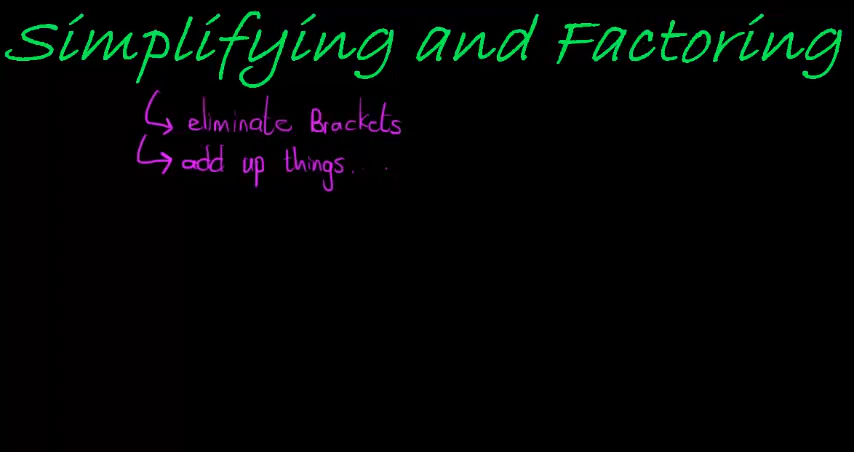 Simplifying and Factoring
↳ eliminate Brackets
↳ add up things...